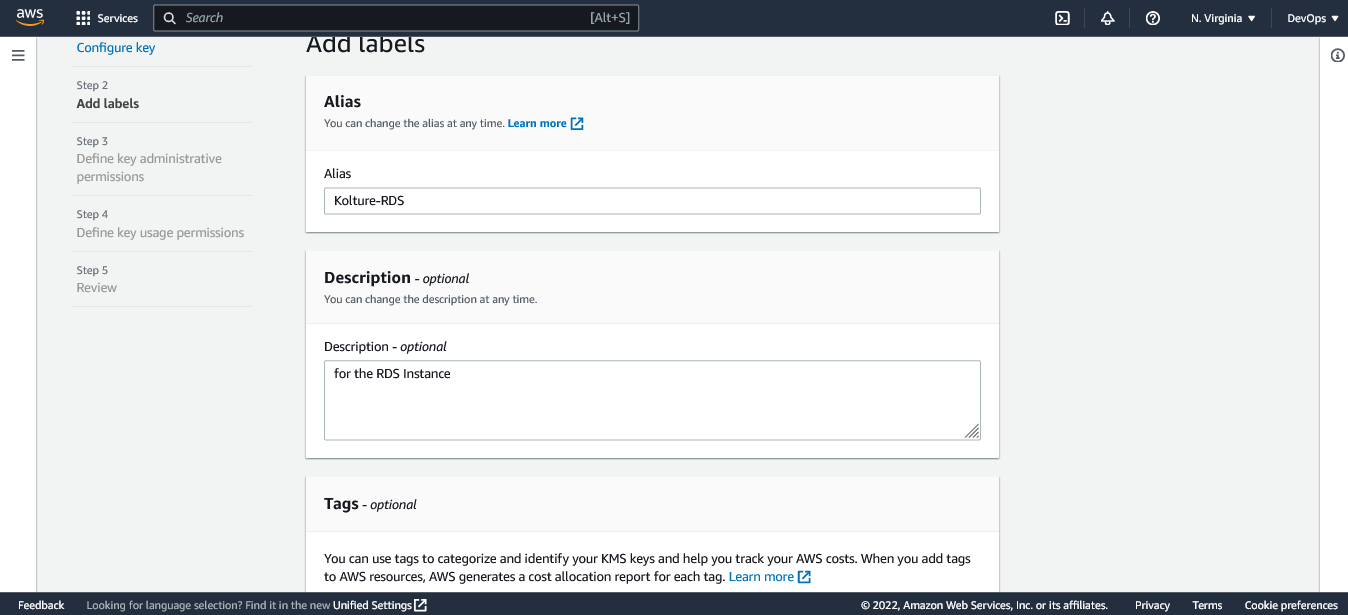 aws
Services
Search [Alt+S]
N. Virginia
DevOps
Configure key
Step 2
Add labels
Step 3
Define key administrative
permissions
Step 4
Define key usage permissions
Step 5
Review
Add labels
Alias
You can change the alias at any time. Learn more
Alias
Kolture-RDS
Description - optional
You can change the description at any time.
Description - optional
for the RDS Instance
Tags - optional
You can use tags to categorize and identify your KMS keys and help you track your AWS costs. When you add tags
to AWS resources, AWS generates a cost allocation report for each tag. Learn more
Feedback
Looking for language selection? Find it in the new Unified Settings
© 2022, Amazon Web Services, Inc. or its affiliates.
Privacy
Terms
Cookie preferences